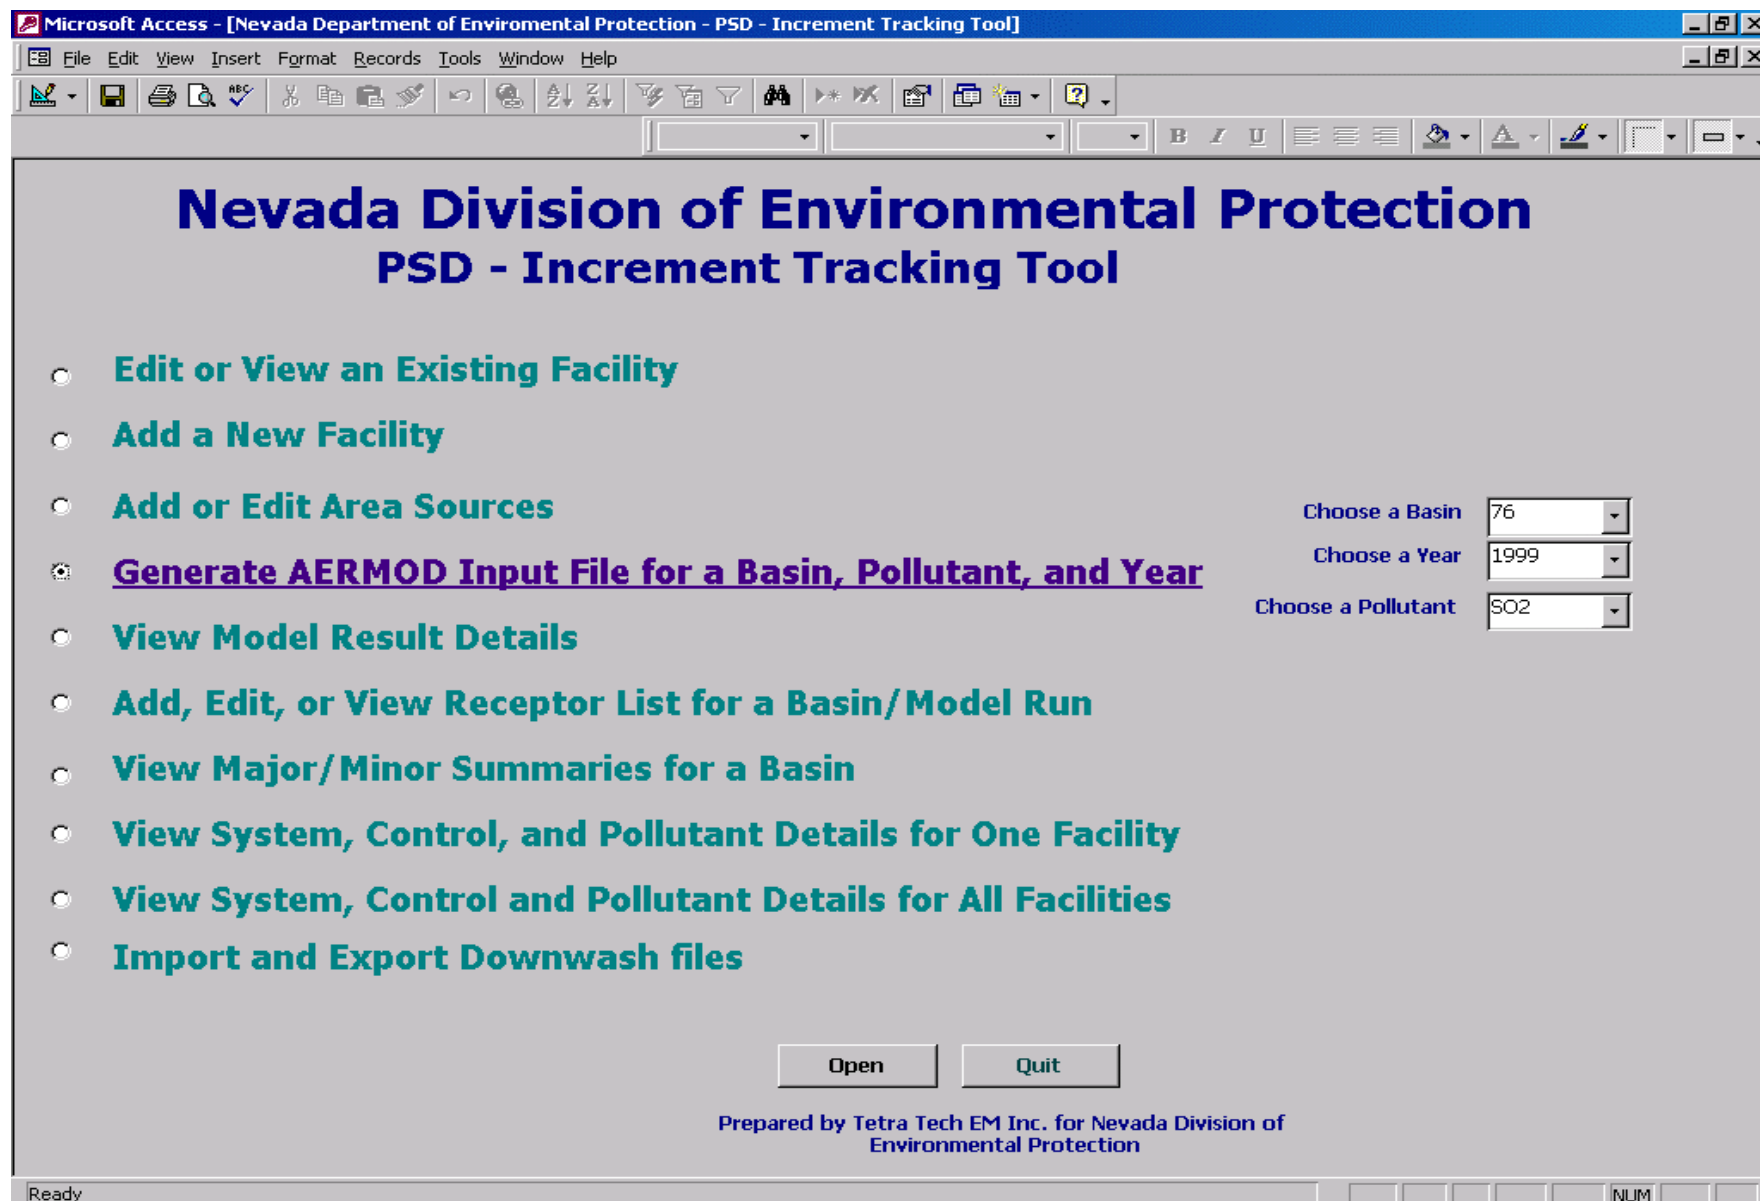 Microsoft Access - [Nevada Department of Enviromental Protection - PSD - Increment Tracking Tool]
File Edit View Insert Format Records Tools Window Help
Nevada Division of Environmental Protection
PSD - Increment Tracking Tool
Edit or View an Existing Facility
Add a New Facility
Add or Edit Area Sources
Choose a Basin 76
Choose a Year 1999
Generate AERMOD Input File for a Basin, Pollutant, and Year
Choose a Pollutant SO2
View Model Result Details
Add, Edit, or View Receptor List for a Basin/Model Run
View Major/Minor Summaries for a Basin
View System, Control, and Pollutant Details for One Facility
View System, Control and Pollutant Details for All Facilities
Import and Export Downwash files
Open Quit
Prepared by Tetra Tech EM Inc. for Nevada Division of
Environmental Protection
Ready NUM